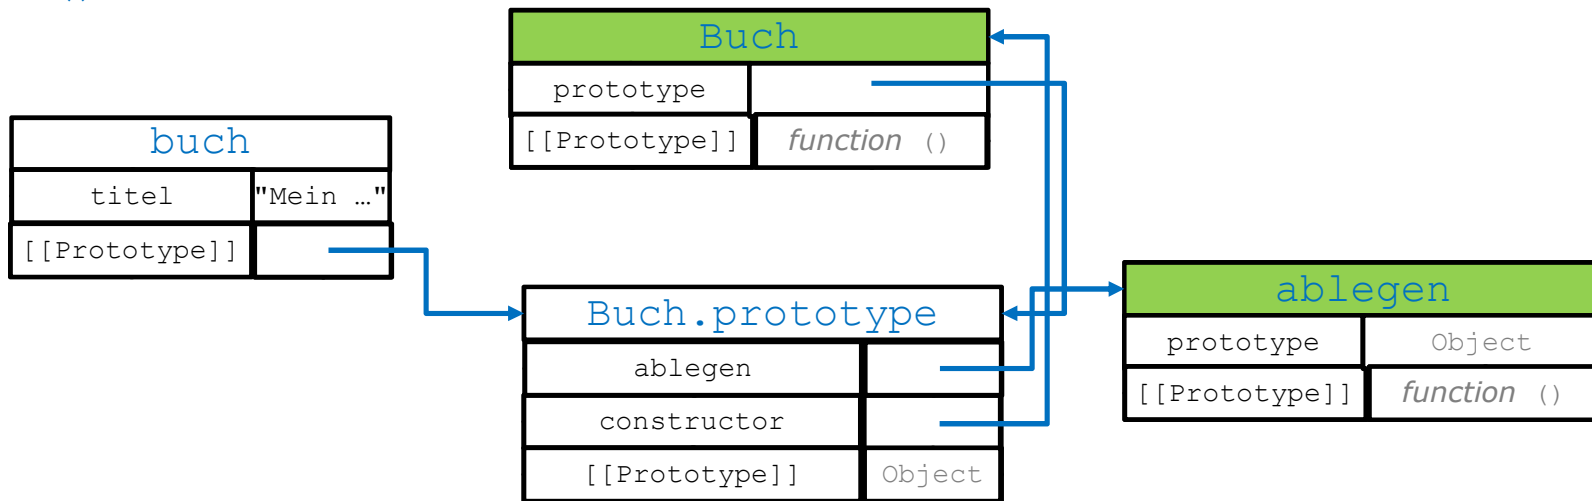 Buch
prototype
[[Prototype]] function ()
buch
titel "Mein …"
[[Prototype]]
Buch.prototype
ablegen
constructor
[[Prototype]] Object
ablegen
prototype Object
[[Prototype]] function ()